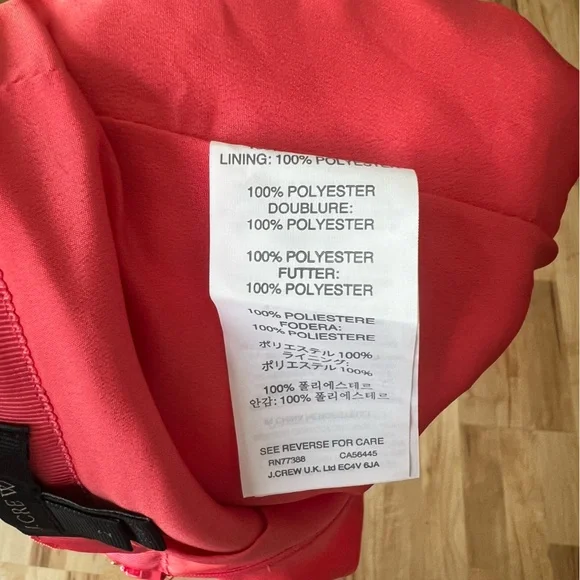 LINING: 100% POLYESTER
100% POLYESTER
DOUBLURE:
100% POLYESTER
100% POLYESTER
FUTTER:
100% POLYESTER
100% POLIESTERE
FODERA:
100% POLIESTERE
ポリエステル 100%
ライニング:
ポリエステル 100%
100% 폴리에스테르
안감: 100% 폴리에스테르
SEE REVERSE FOR CARE
RN77388 CA56445
J.CREW U.K. Ltd EC4V 6JA
J.CREW